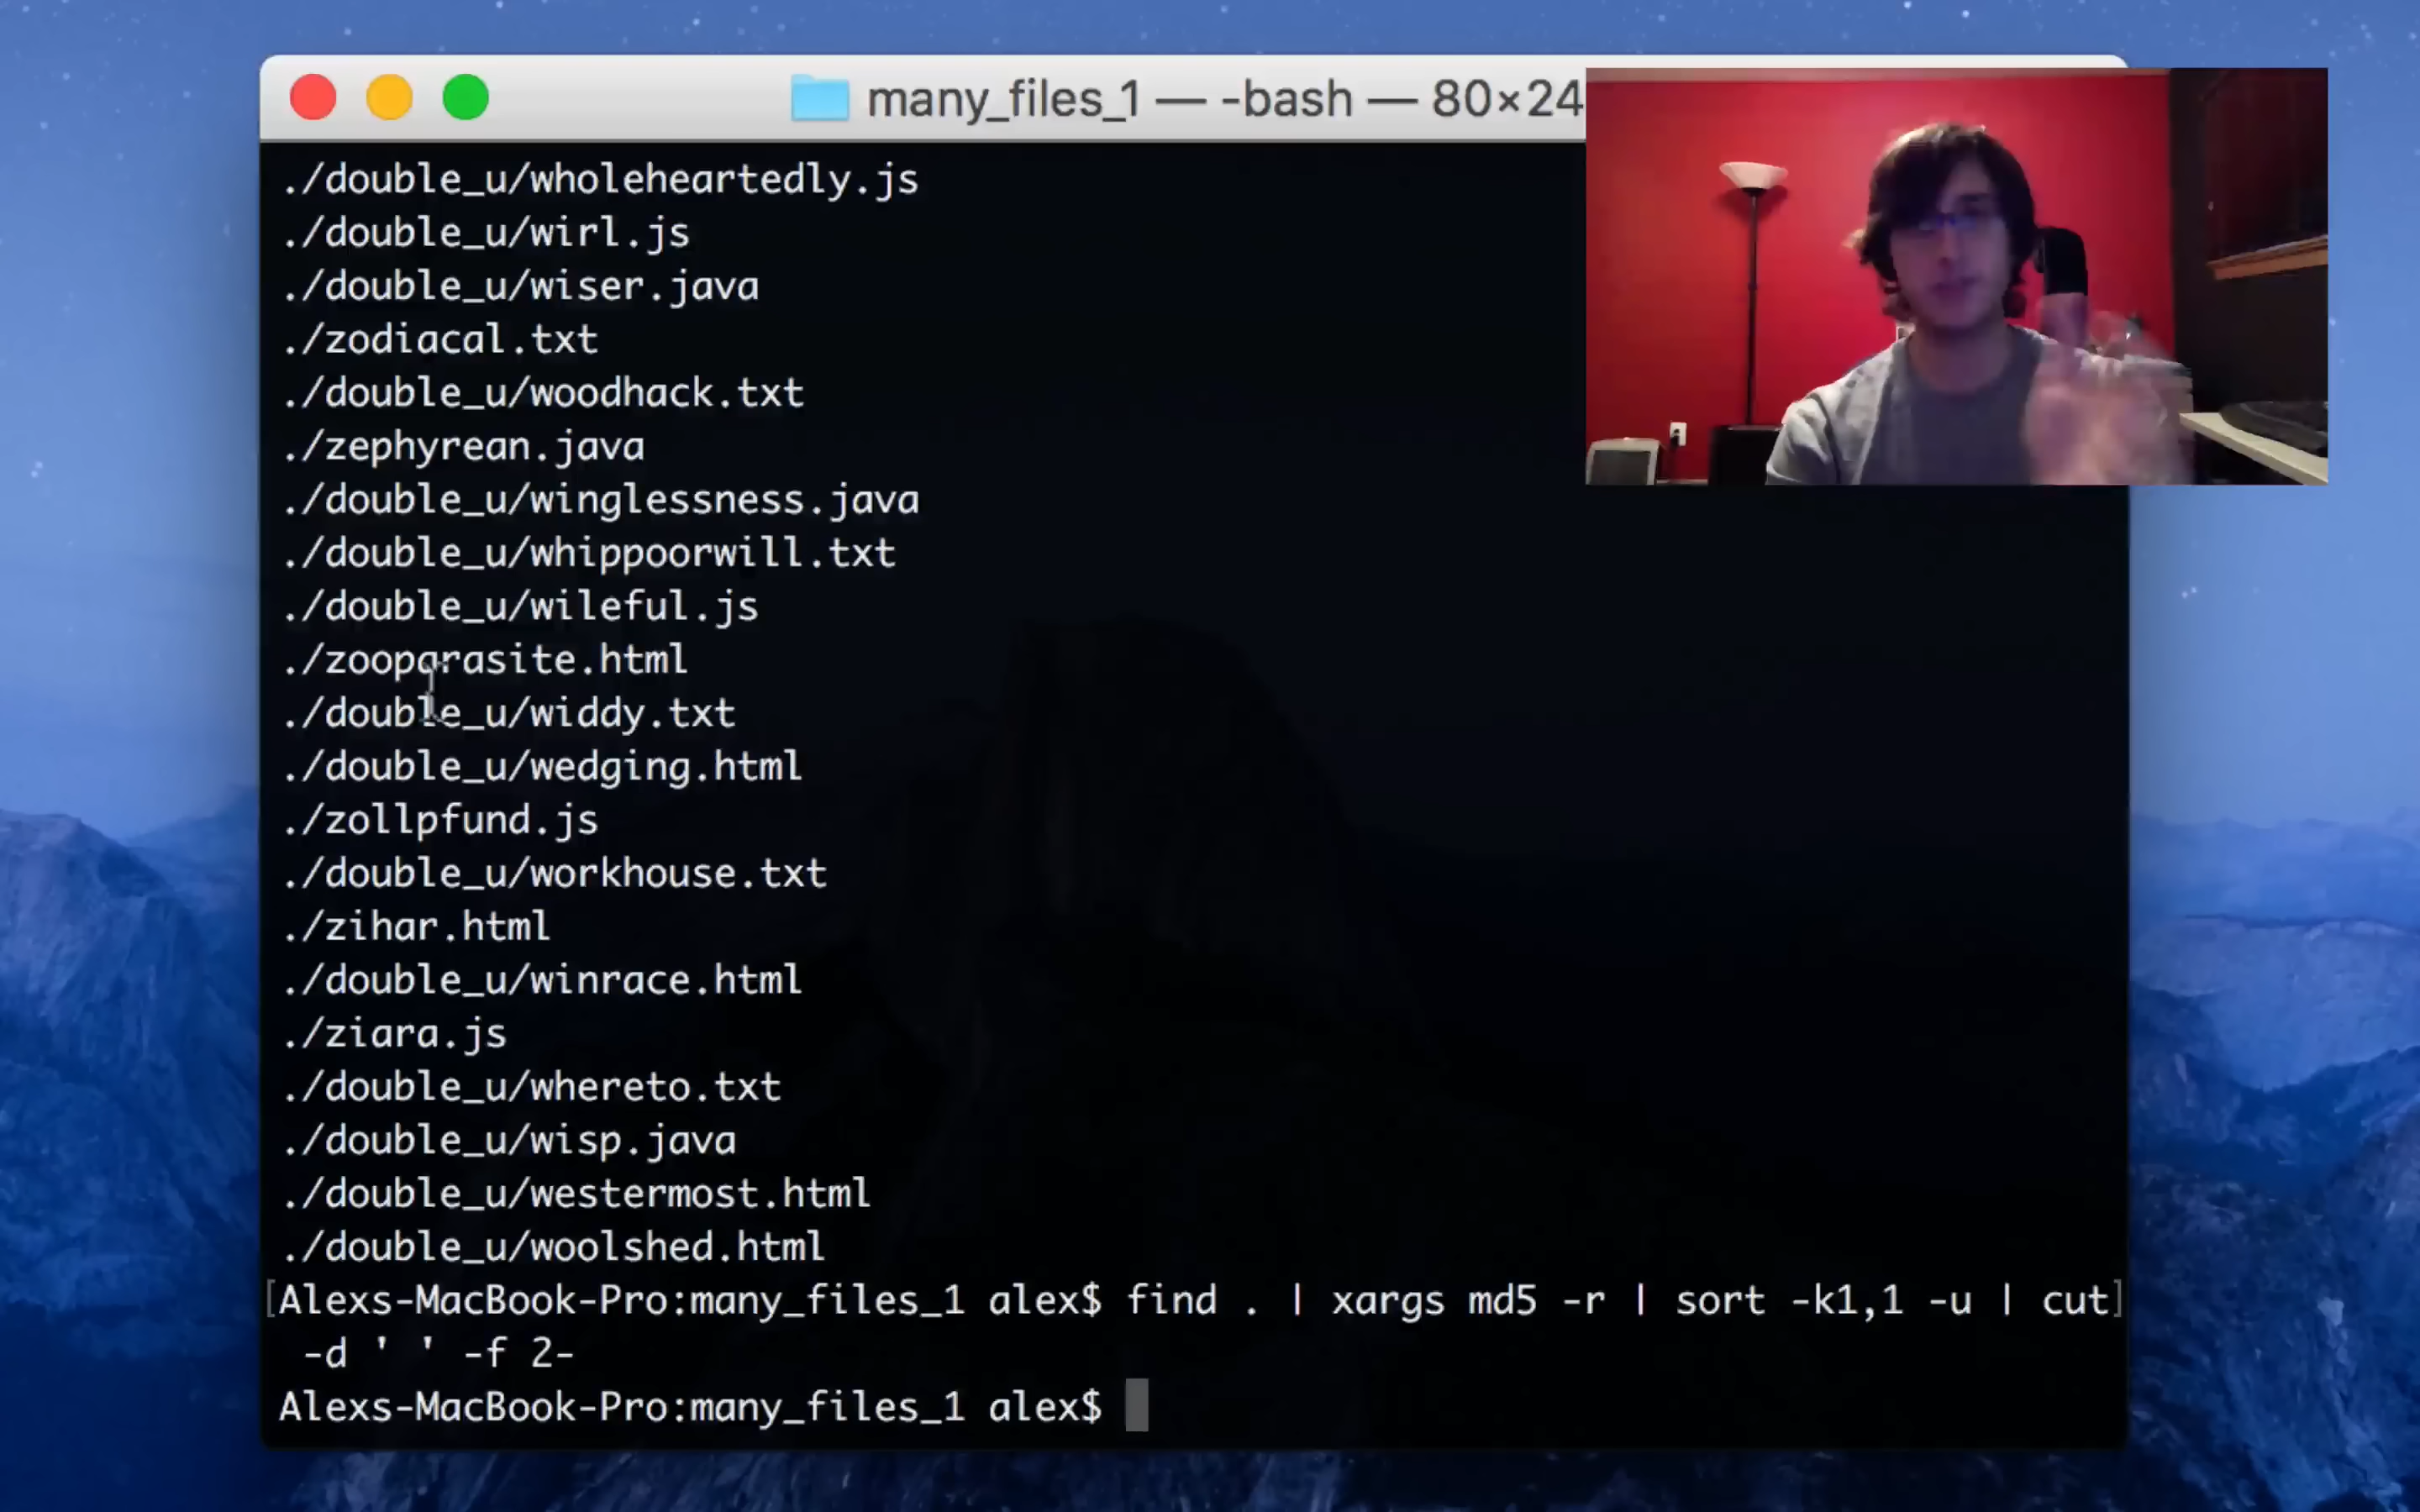 many_files_1 — -bash — 80×24
./double_u/wholeheartedly.js
./double_u/wirl.js
./double_u/wiser.java
./zodiacal.txt
./double_u/woodhack.txt
./zephyrean.java
./double_u/winglessness.java
./double_u/whippoorwill.txt
./double_u/wileful.js
./zooparasite.html
./double_u/widdy.txt
./double_u/wedging.html
./zollpfund.js
./double_u/workhouse.txt
./zihar.html
./double_u/winrace.html
./ziara.js
./double_u/whereto.txt
./double_u/wisp.java
./double_u/westermost.html
./double_u/woolshed.html
[Alexs-MacBook-Pro:many_files_1 alex$ find . | xargs md5 -r | sort -k1,1 -u | cut]
-d ' ' -f 2-
Alexs-MacBook-Pro:many_files_1 alex$